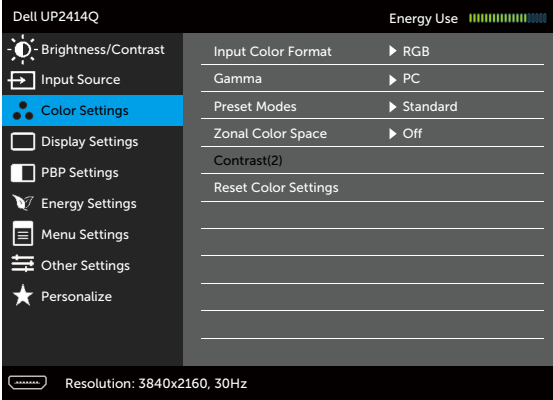 Dell UP2414Q Energy Use
Brightness/Contrast Input Color Format RGB
Input Source Gamma PC
Color Settings Preset Modes Standard
Display Settings Zonal Color Space Off
Contrast(2)
PBP Settings Reset Color Settings
Energy Settings
Menu Settings
Other Settings
Personalize
Resolution: 3840x2160, 30Hz